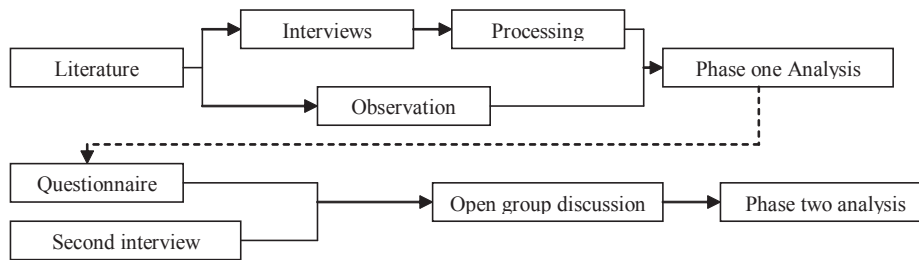 Interviews
Processing
Literature
Phase one Analysis
Observation
Questionnaire
Open group discussion
Phase two analysis
Second interview